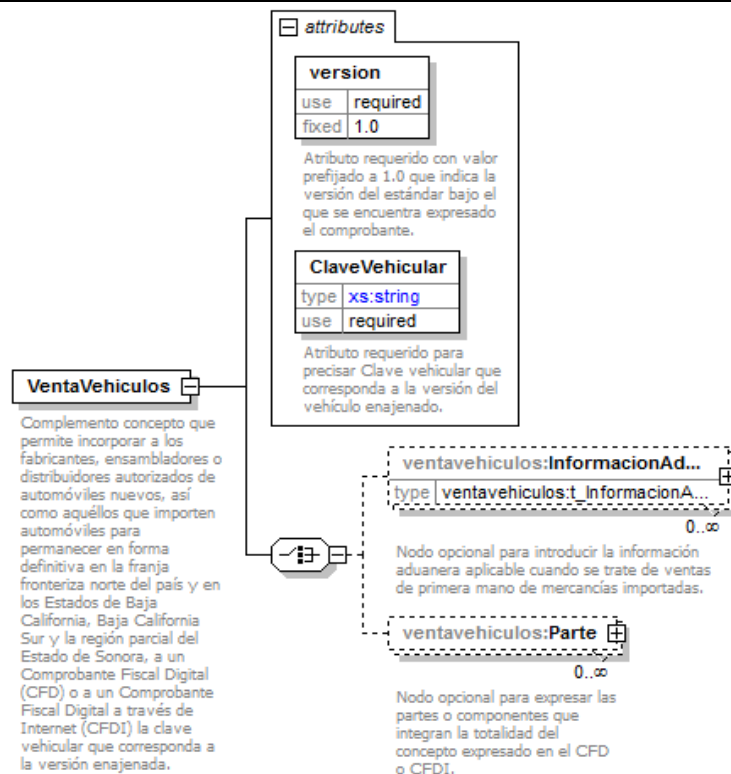 attributes
version
use required
fixed 1.0
Atributo requerido con valor
prefijado a 1.0 que indica la
versión del estándar bajo el
que se encuentra expresado
el comprobante.
ClaveVehicular
type xs:string
use required
Atributo requerido para
precisar Clave vehicular que
corresponda a la versión del
vehículo enajenado.
VentaVehiculos
Complemento concepto que
permite incorporar a los
fabricantes, ensambladores o
distribuidores autorizados de
automóviles nuevos, así
como aquéllos que importen
automóviles para
permanecer en forma
definitiva en la franja
fronteriza norte del país y en
los Estados de Baja
California, Baja California
Sur y la región parcial del
Estado de Sonora, a un
Comprobante Fiscal Digital
(CFD) o a un Comprobante
Fiscal Digital a través de
Internet (CFDI) la clave
vehicular que corresponda a
la versión enajenada.
ventavehiculos:InformacionAd...
type ventavehiculos:t_InformacionA...
0..∞
Nodo opcional para introducir la información
aduanera aplicable cuando se trate de ventas
de primera mano de mercancías importadas.
ventavehiculos:Parte
0..∞
Nodo opcional para expresar las
partes o componentes que
integran la totalidad del
concepto expresado en el CFD
o CFDI.